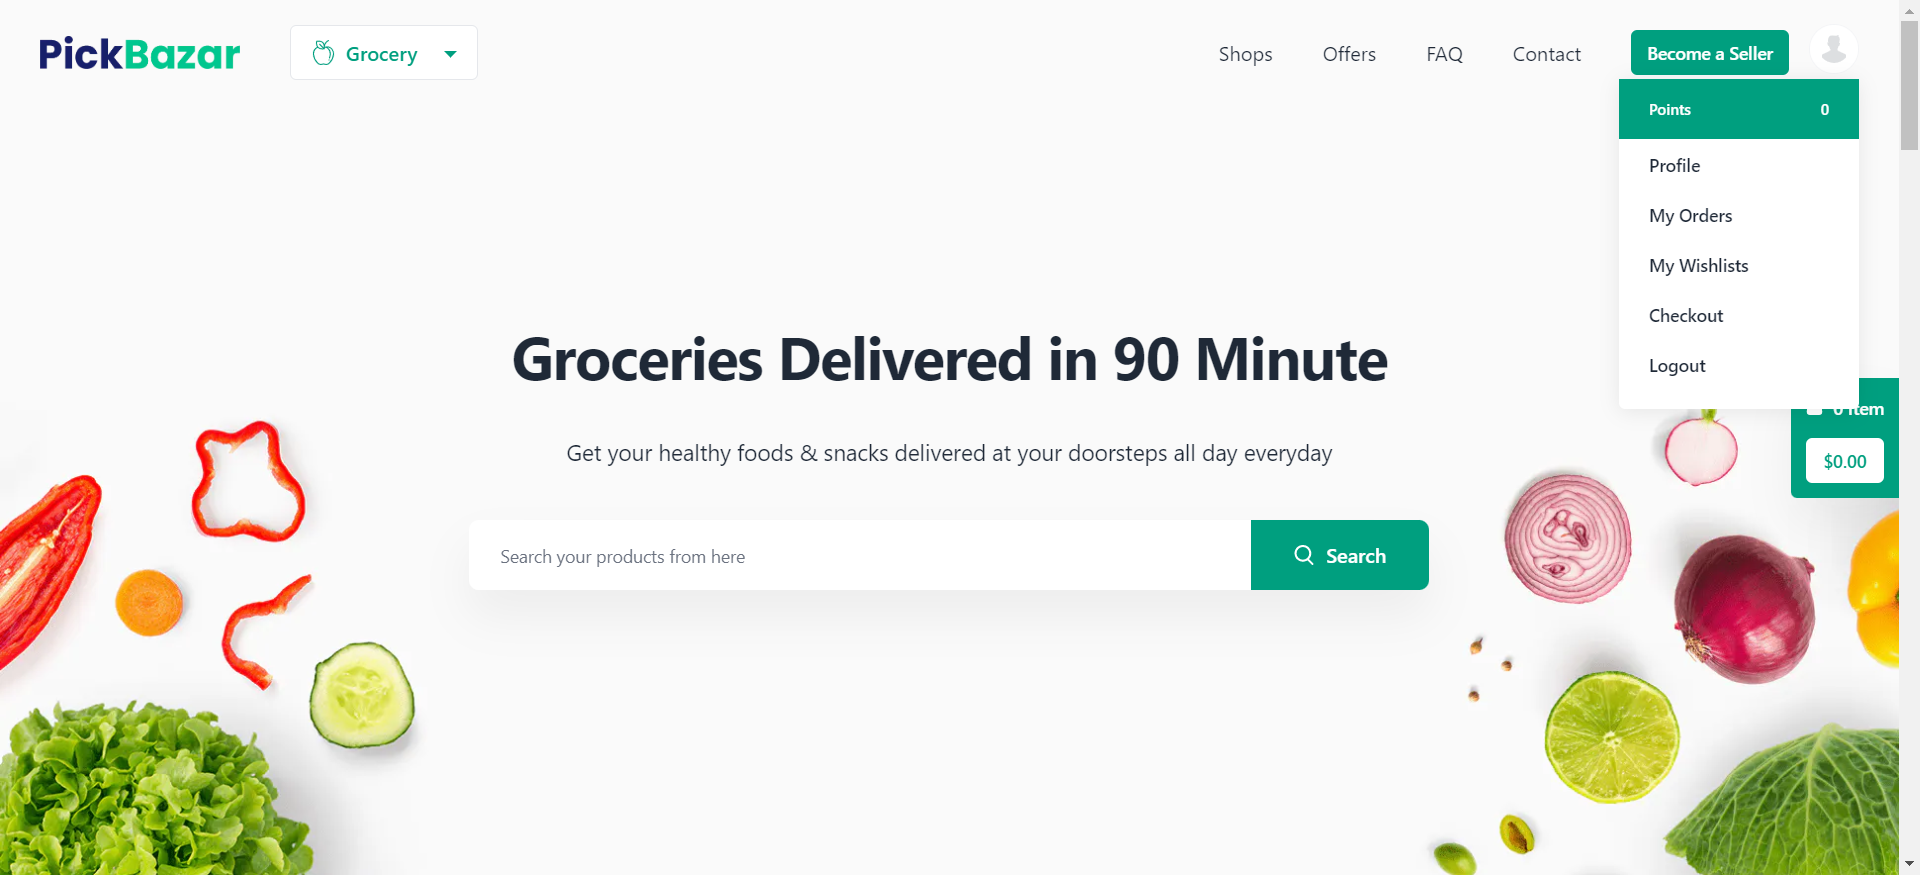 PickBazar
Grocery
Shops
Offers
FAQ
Contact
Become a Seller
Points 0
Profile
My Orders
My Wishlists
Checkout
Logout
0 Item
$0.00
Groceries Delivered in 90 Minute
Get your healthy foods & snacks delivered at your doorsteps all day everyday
Search your products from here
Search